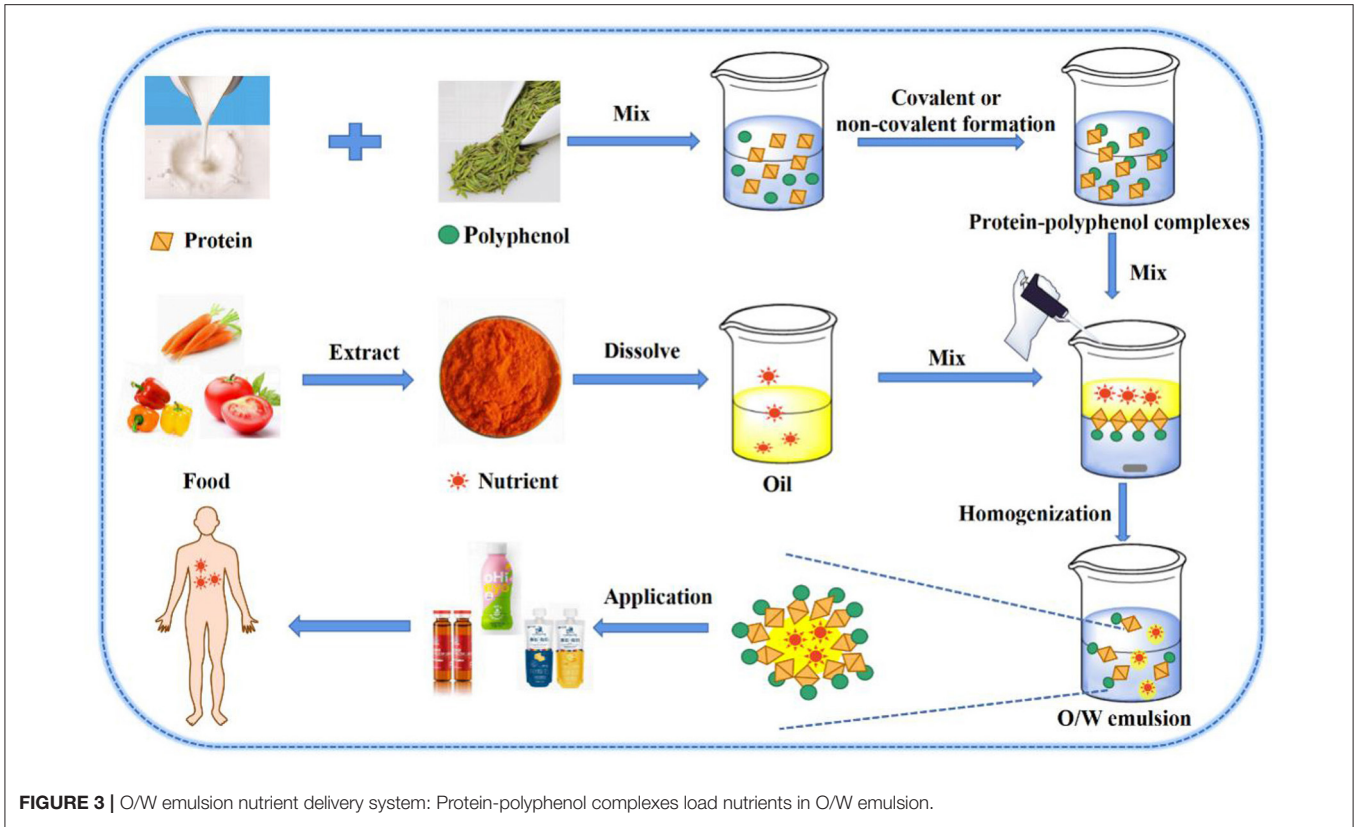 Mix
Covalent or
non-covalent formation
Protein
Polyphenol
Protein-polyphenol complexes
Mix
Extract
Dissolve
Mix
Food
Nutrient
Oil
Homogenization
Application
oHi
O/W emulsion
FIGURE 3 | O/W emulsion nutrient delivery system: Protein-polyphenol complexes load nutrients in O/W emulsion.